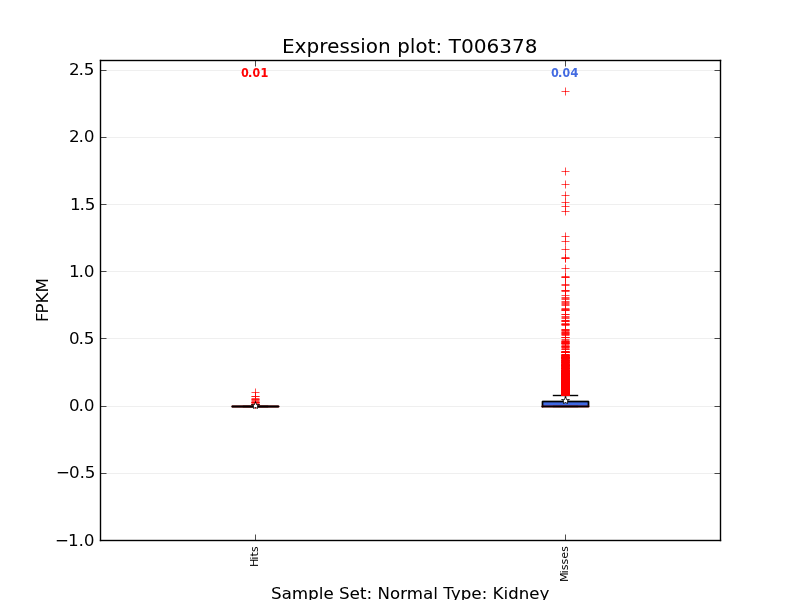 Expression plot: T006378
0.01
0.04
2.5
2.0
1.5
1.0
0.5
0.0
−0.5
−1.0
FPKM
Hits
Misses
Sample Set: Normal Type: Kidney